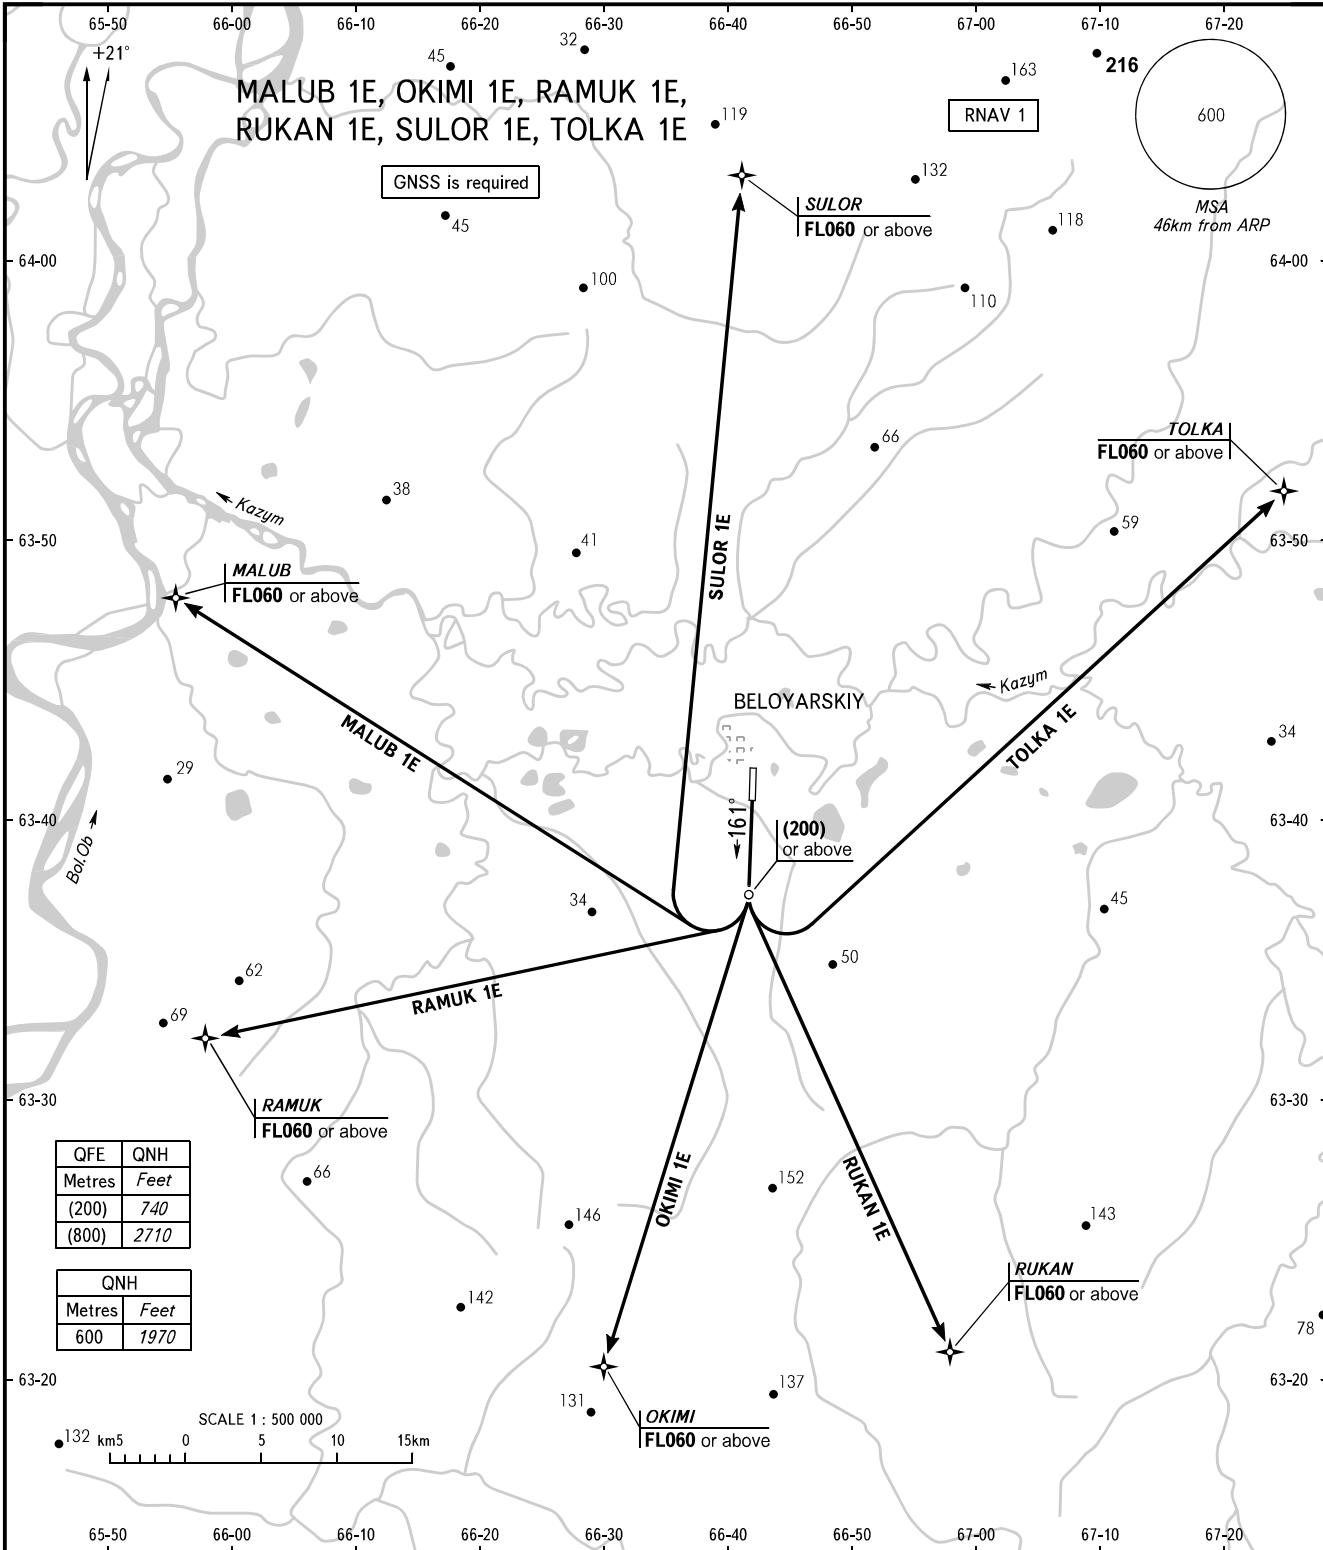 65-50 66-00 66-10 66-20 66-30 66-40 66-50 67-00 67-10 67-20
+21°
45
32
163
216
MALUB 1E, OKIMI 1E, RAMUK 1E,
RUKAN 1E, SULOR 1E, TOLKA 1E
119
RNAV 1
600
GNSS is required
132
45
SULOR
FL060 or above
118
MSA
46km from ARP
64-00
64-00
100
110
TOLKA
FL060 or above
66
38
Kazym
59
63-50
41
63-50
SULOR 1E
MALUB
FL060 or above
Kazym
BELOYARSKIY
MALUB 1E
TOLKA 1E
34
29
161°
63-40
(200)
or above
63-40
Bol.Ob
34
45
50
62
RAMUK 1E
69
RAMUK
FL060 or above
63-30
63-30
QFE QNH
Metres Feet
(200) 740
(800) 2710
66
OKIMI 1E
152
RUKAN 1E
146
143
QNH
Metres Feet
600 1970
142
RUKAN
FL060 or above
78
63-20
63-20
137
131
OKIMI
FL060 or above
SCALE 1 : 500 000
132
km5 0 5 10 15km
65-50 66-00 66-10 66-20 66-30 66-40 66-50 67-00 67-10 67-20